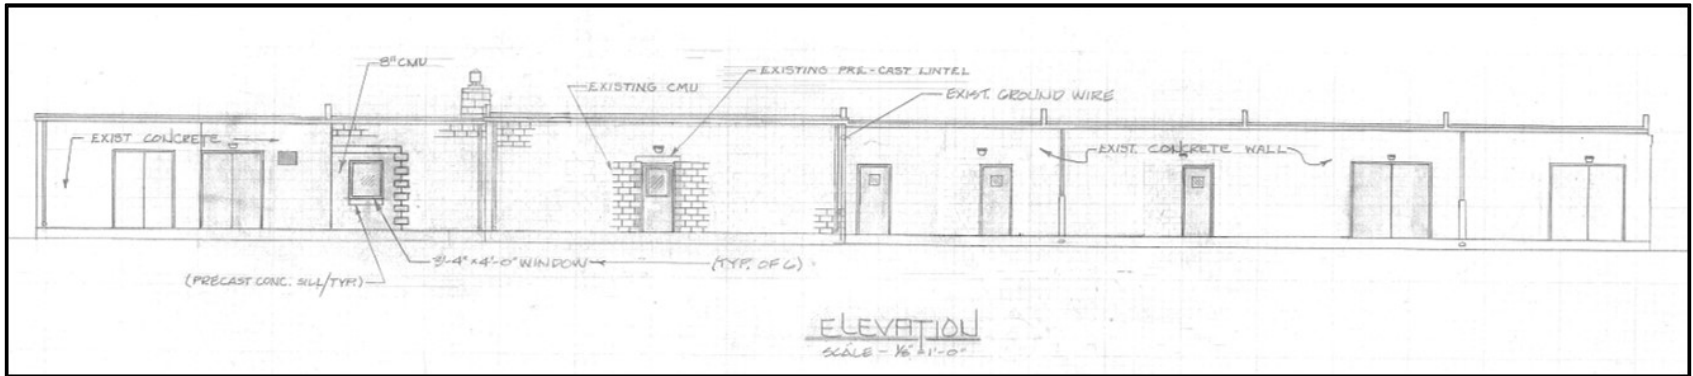 8" CMU
EXISTING PRE-CAST LINTEL
EXISTING CMU
EXIST. GROUND WIRE
EXIST CONCRETE
EXIST. CONCRETE WALL
3'-4" x 4'-0" WINDOW
(TYP. OF 6)
(PRECAST CONC. SILL/TYP.)
ELEVATION
SCALE - 1/8" = 1'-0"